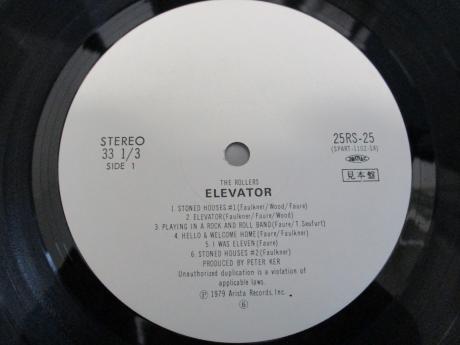 STEREO
33 1/3
SIDE 1
25RS-25
(SPART-1102-1A)
見本盤
THE ROLLERS
ELEVATOR
1. STONED HOUSES #1(Faulkner/Wood/Faure)
2. ELEVATOR(Faulkner/Faure/Wood)
3. PLAYING IN A ROCK AND ROLL BAND(Faure/T.Seufurt)
4. HELLO & WELCOME HOME(Faure/Faulkner)
5. I WAS ELEVEN(Faure)
6. STONED HOUSES #2(Faulkner)
PRODUCED BY PETER KER
Unauthorized duplication is a violation of
applicable laws.
Ⓟ 1979 Arista Records, Inc.
⑥